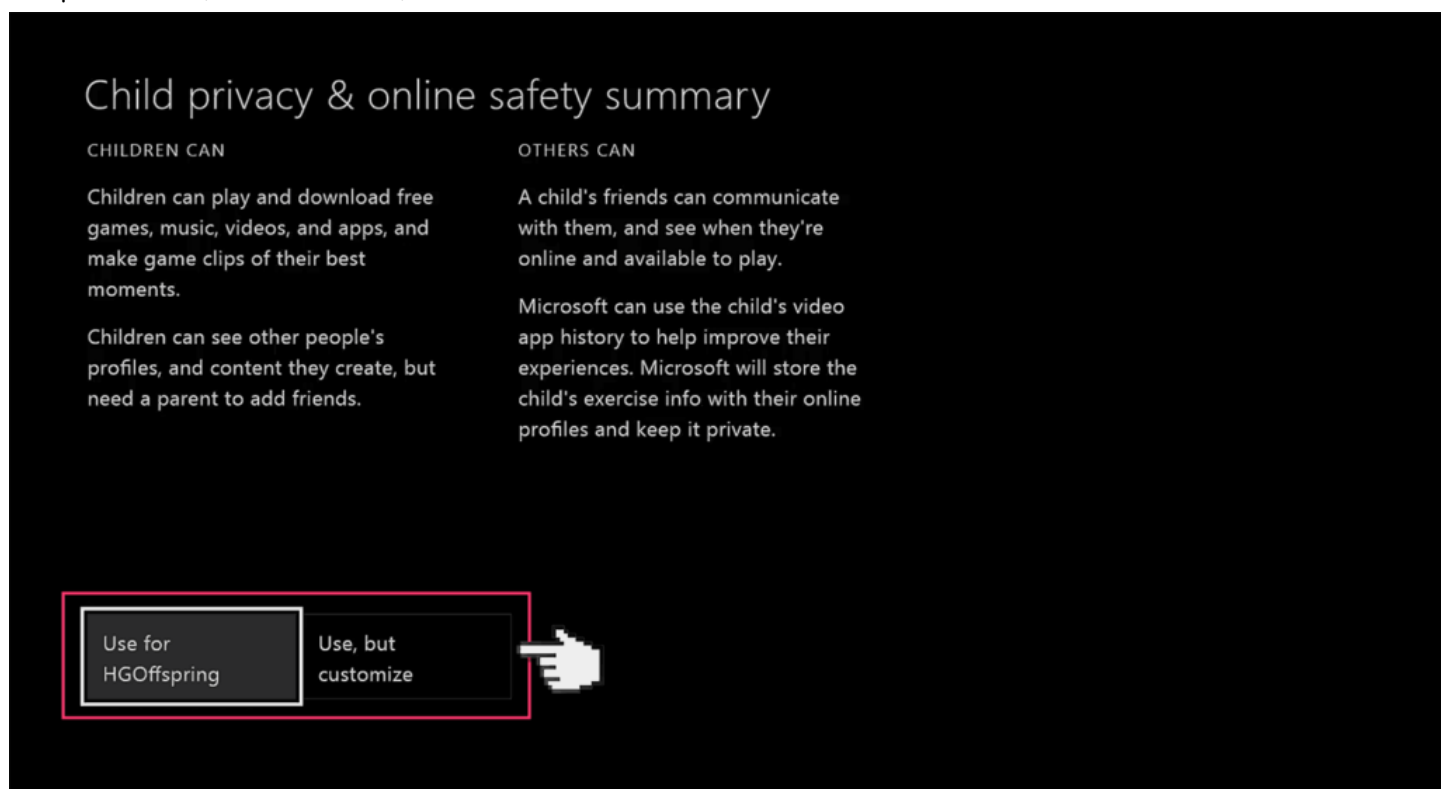 Child privacy & online safety summary
CHILDREN CAN
Children can play and download free
games, music, videos, and apps, and
make game clips of their best
moments.
Children can see other people's
profiles, and content they create, but
need a parent to add friends.
OTHERS CAN
A child's friends can communicate
with them, and see when they're
online and available to play.
Microsoft can use the child's video
app history to help improve their
experiences. Microsoft will store the
child's exercise info with their online
profiles and keep it private.
Use for
HGOffspring
Use, but
customize